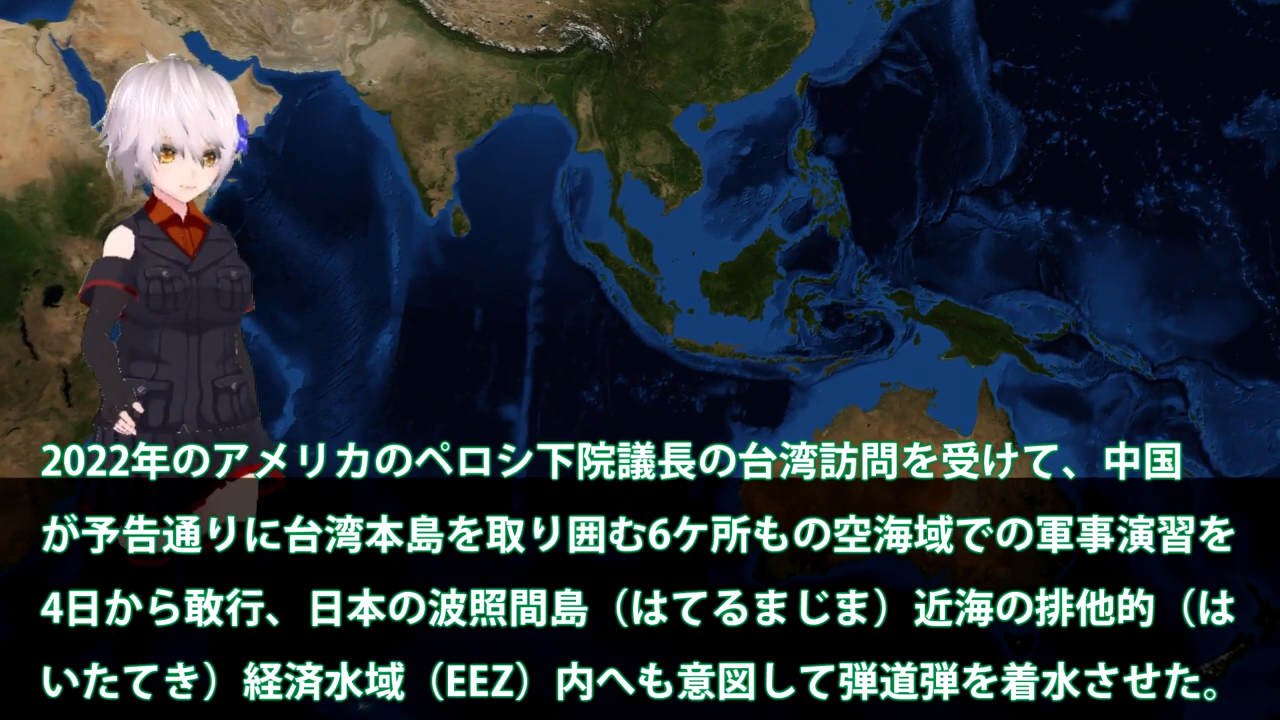 2022年のアメリカのペロシ下院議長の台湾訪問を受けて、中国
が予告通りに台湾本島を取り囲む6ケ所もの空海域での軍事演習を
4日から敢行、日本の波照間島（はてるまじま）近海の排他的（は
いたてき）経済水域（EEZ）内へも意図して弾道弾を着水させた。